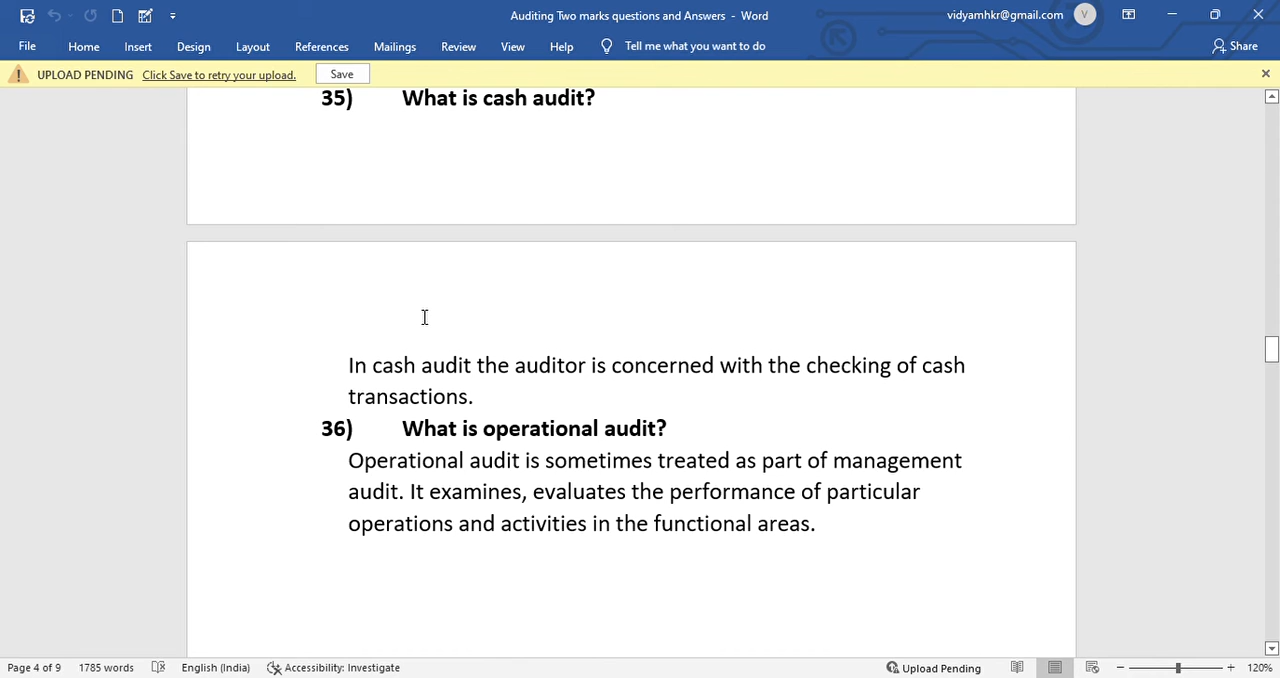 Auditing Two marks questions and Answers - Word
vidyamhkr@gmail.com
V
File Home Insert Design Layout References Mailings Review View Help Tell me what you want to do
Share
UPLOAD PENDING Click Save to retry your upload. Save
35) What is cash audit?
In cash audit the auditor is concerned with the checking of cash
transactions.
36) What is operational audit?
Operational audit is sometimes treated as part of management
audit. It examines, evaluates the performance of particular
operations and activities in the functional areas.
Page 4 of 9 1785 words English (India) Accessibility: Investigate Upload Pending 120%